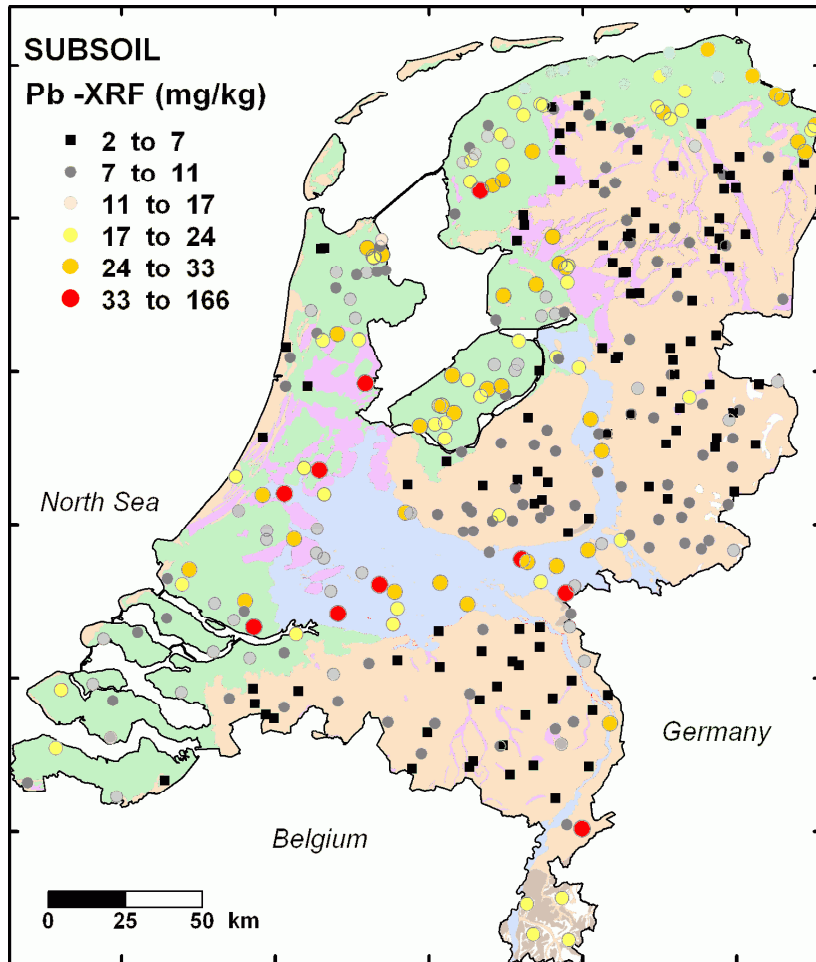 SUBSOIL
Pb -XRF (mg/kg)
2 to 7
7 to 11
11 to 17
17 to 24
24 to 33
33 to 166
North Sea
Germany
Belgium
0 25 50 km